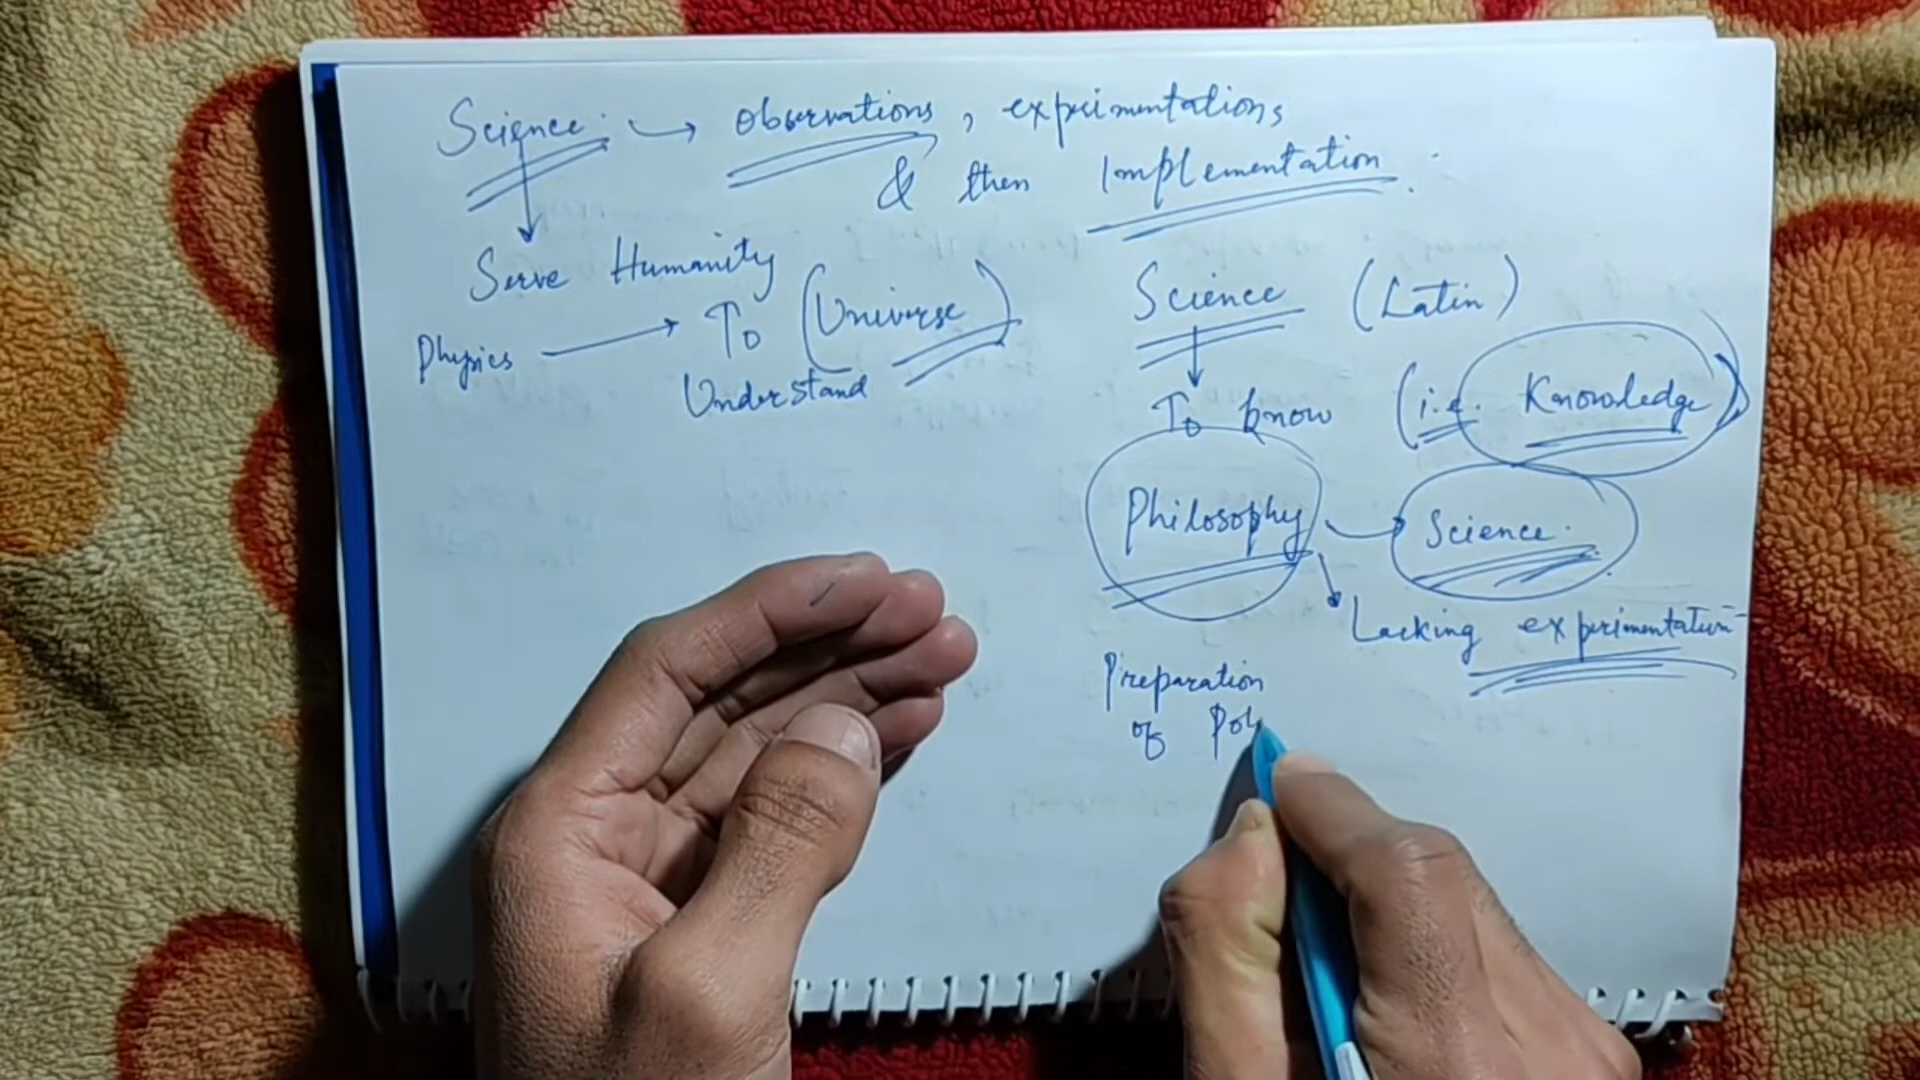 Science. → observations, experimentations
& then Implementation.
Serve Humanity
Physics → To (Universe)
Understand
Science (Latin)
To know (i.e. Knowledge)
Philosophy → Science.
Lacking experimentation
Preparation
of